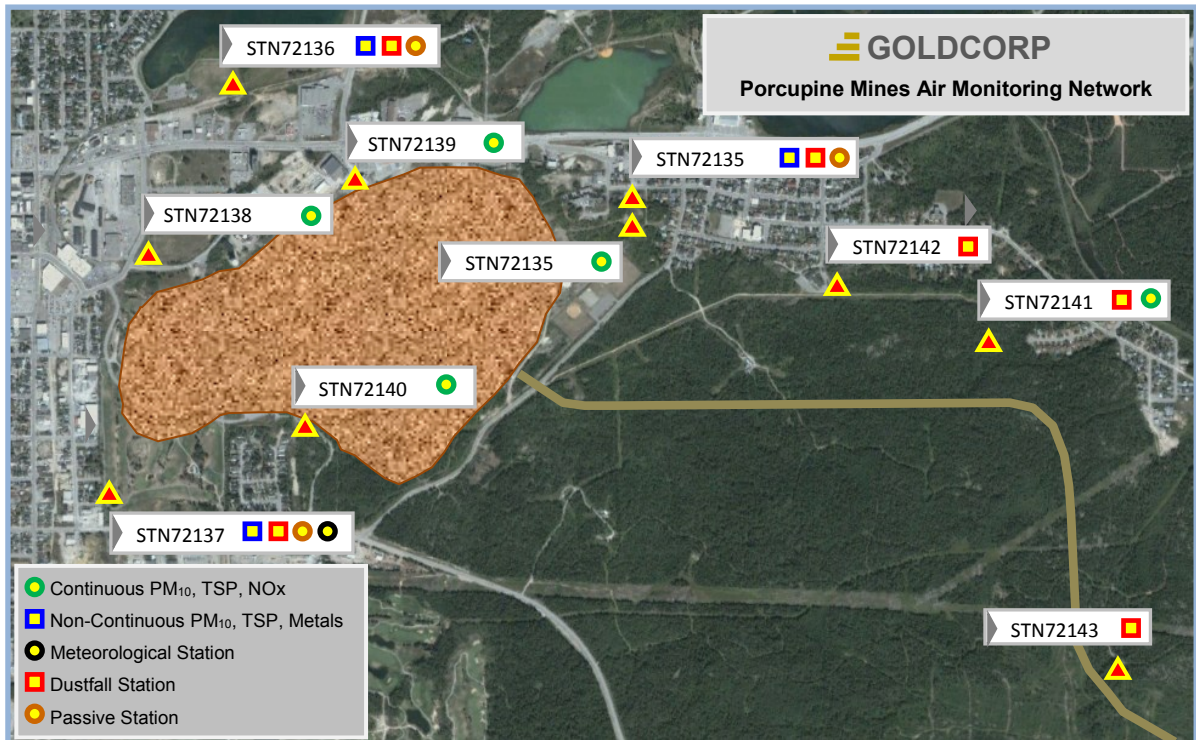 GOLDCORP
Porcupine Mines Air Monitoring Network
STN72136
STN72139
STN72135
STN72138
STN72142
STN72135
STN72141
STN72140
STN72137
STN72143
Continuous PM₁₀, TSP, NOx
Non-Continuous PM₁₀, TSP, Metals
Meteorological Station
Dustfall Station
Passive Station